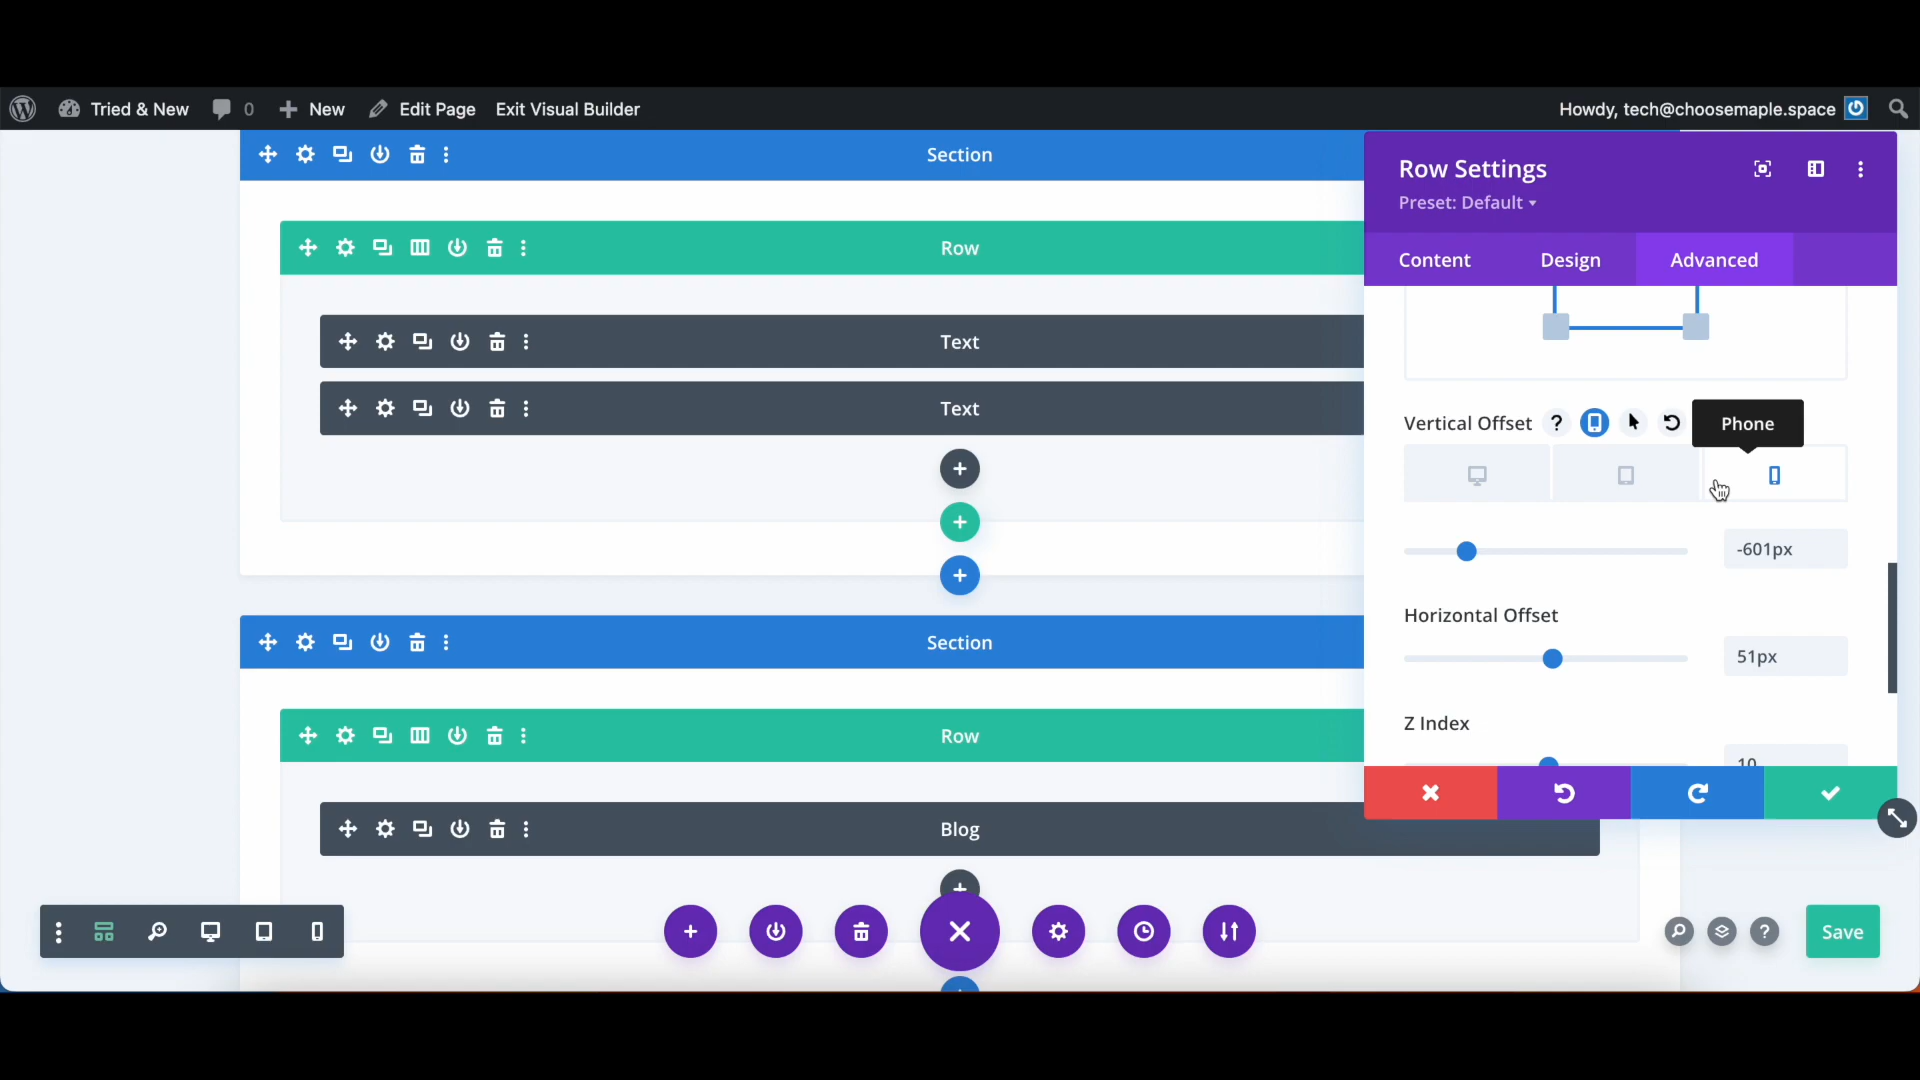 Tried & New 0 New Edit Page Exit Visual Builder Howdy, tech@choosemaple.space
Section
Row
Text
Text
Section
Row
Blog
Row Settings
Preset: Default
Content Design Advanced
Vertical Offset ? Phone
-601px
Horizontal Offset
51px
Z Index
10
? Save